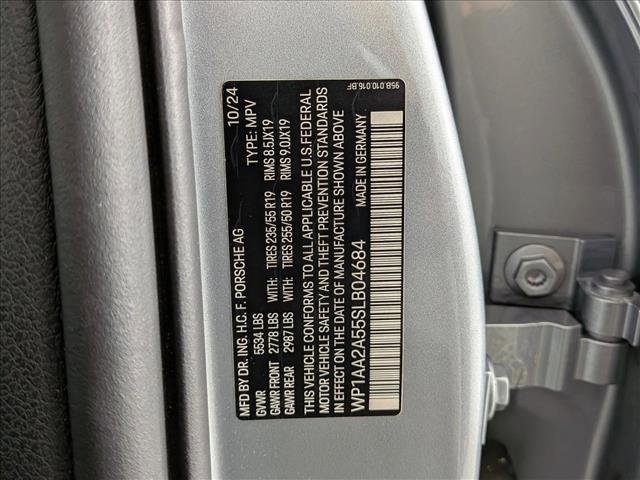 95B.010.016.BF
MFD BY DR. ING. H.C. F. PORSCHE AG 10/24
GVWR 5534 LBS TYPE: MPV
GAWR FRONT 2778 LBS WITH: TIRES 235/55 R19 RIMS 8.5JX19
GAWR REAR 2987 LBS WITH: TIRES 255/50 R19 RIMS 9.0JX19
THIS VEHICLE CONFORMS TO ALL APPLICABLE U.S.FEDERAL
MOTOR VEHICLE SAFETY AND THEFT PREVENTION STANDARDS
IN EFFECT ON THE DATE OF MANUFACTURE SHOWN ABOVE
WP1AA2A55SLB04684 MADE IN GERMANY